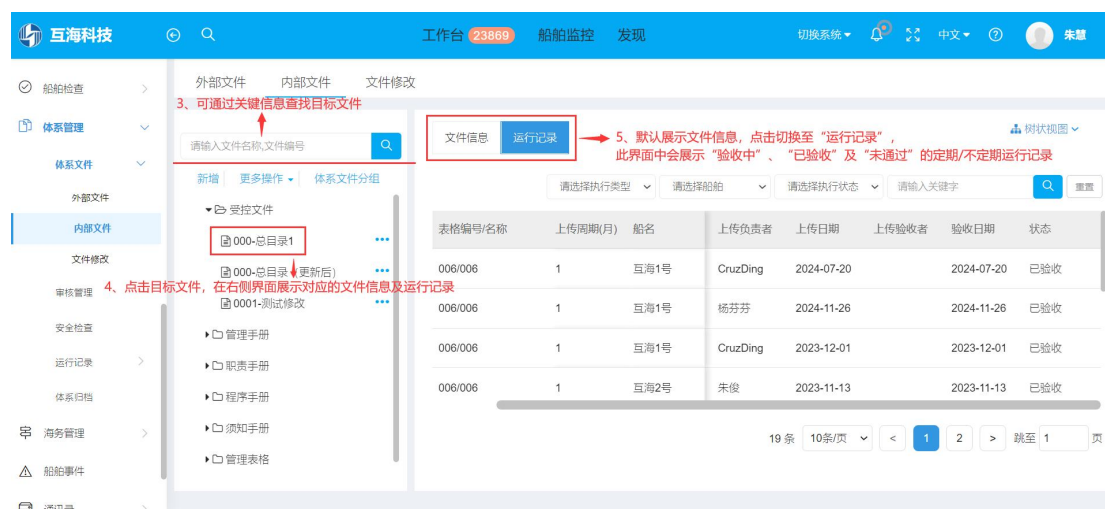 互海科技
工作台 23869 船舶监控 发现
切换系统 中文 朱慧
船舶检查
体系管理
体系文件
外部文件
内部文件
文件修改
审核管理
安全检查
运行记录
体系归档
海务管理
船舶事件
外部文件 内部文件 文件修改
3、可通过关键信息查找目标文件
请输入文件名称,文件编号
新增 更多操作 体系文件分组
受控文件
000-总目录1
000-总目录(更新后)
4、点击目标文件，在右侧界面展示对应的文件信息及运行记录
0001-测试修改
管理手册
职责手册
程序手册
须知手册
管理表格
文件信息 运行记录
5、默认展示文件信息，点击切换至“运行记录”，
此界面中会展示“验收中”、“已验收”及“未通过”的定期/不定期运行记录
树状视图
请选择执行类型 请选择船舶 请选择执行状态 请输入关键字 重置
表格编号/名称 上传周期(月) 船名 上传负责者 上传日期 上传验收者 验收日期 状态
006/006 1 互海1号 CruzDing 2024-07-20 2024-07-20 已验收
006/006 1 互海1号 杨芬芬 2024-11-26 2024-11-26 已验收
006/006 1 互海1号 CruzDing 2023-12-01 2023-12-01 已验收
006/006 1 互海2号 朱俊 2023-11-13 2023-11-13 已验收
19 条 10条/页 < 1 2 > 跳至 1 页